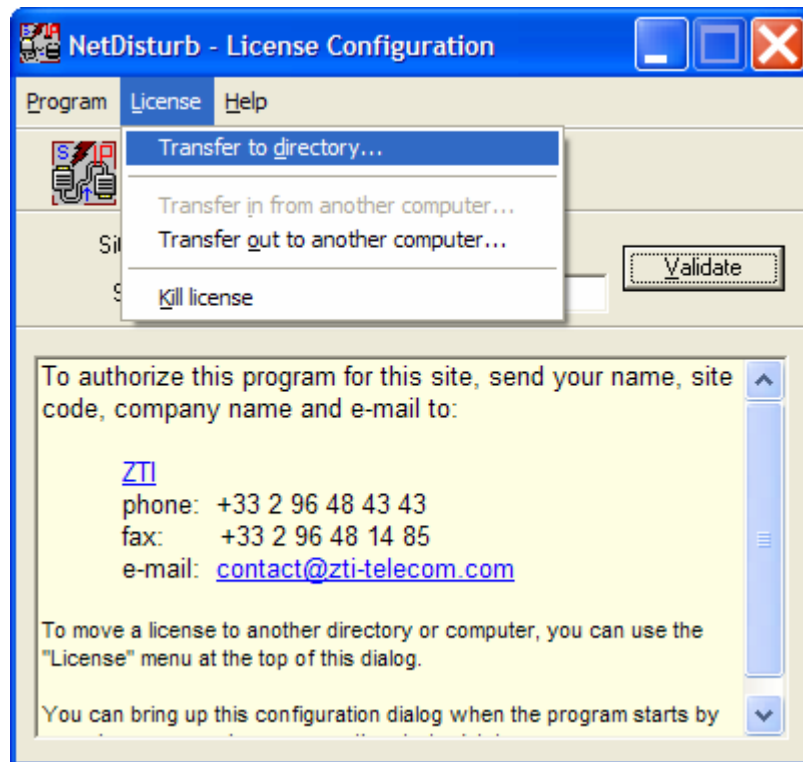 NetDisturb - License Configuration
Program License Help
Transfer to directory...
Transfer in from another computer...
Transfer out to another computer...
Kill license
Validate
To authorize this program for this site, send your name, site
code, company name and e-mail to:
ZTI
phone: +33 2 96 48 43 43
fax: +33 2 96 48 14 85
e-mail: contact@zti-telecom.com
To move a license to another directory or computer, you can use the
"License" menu at the top of this dialog.
You can bring up this configuration dialog when the program starts by